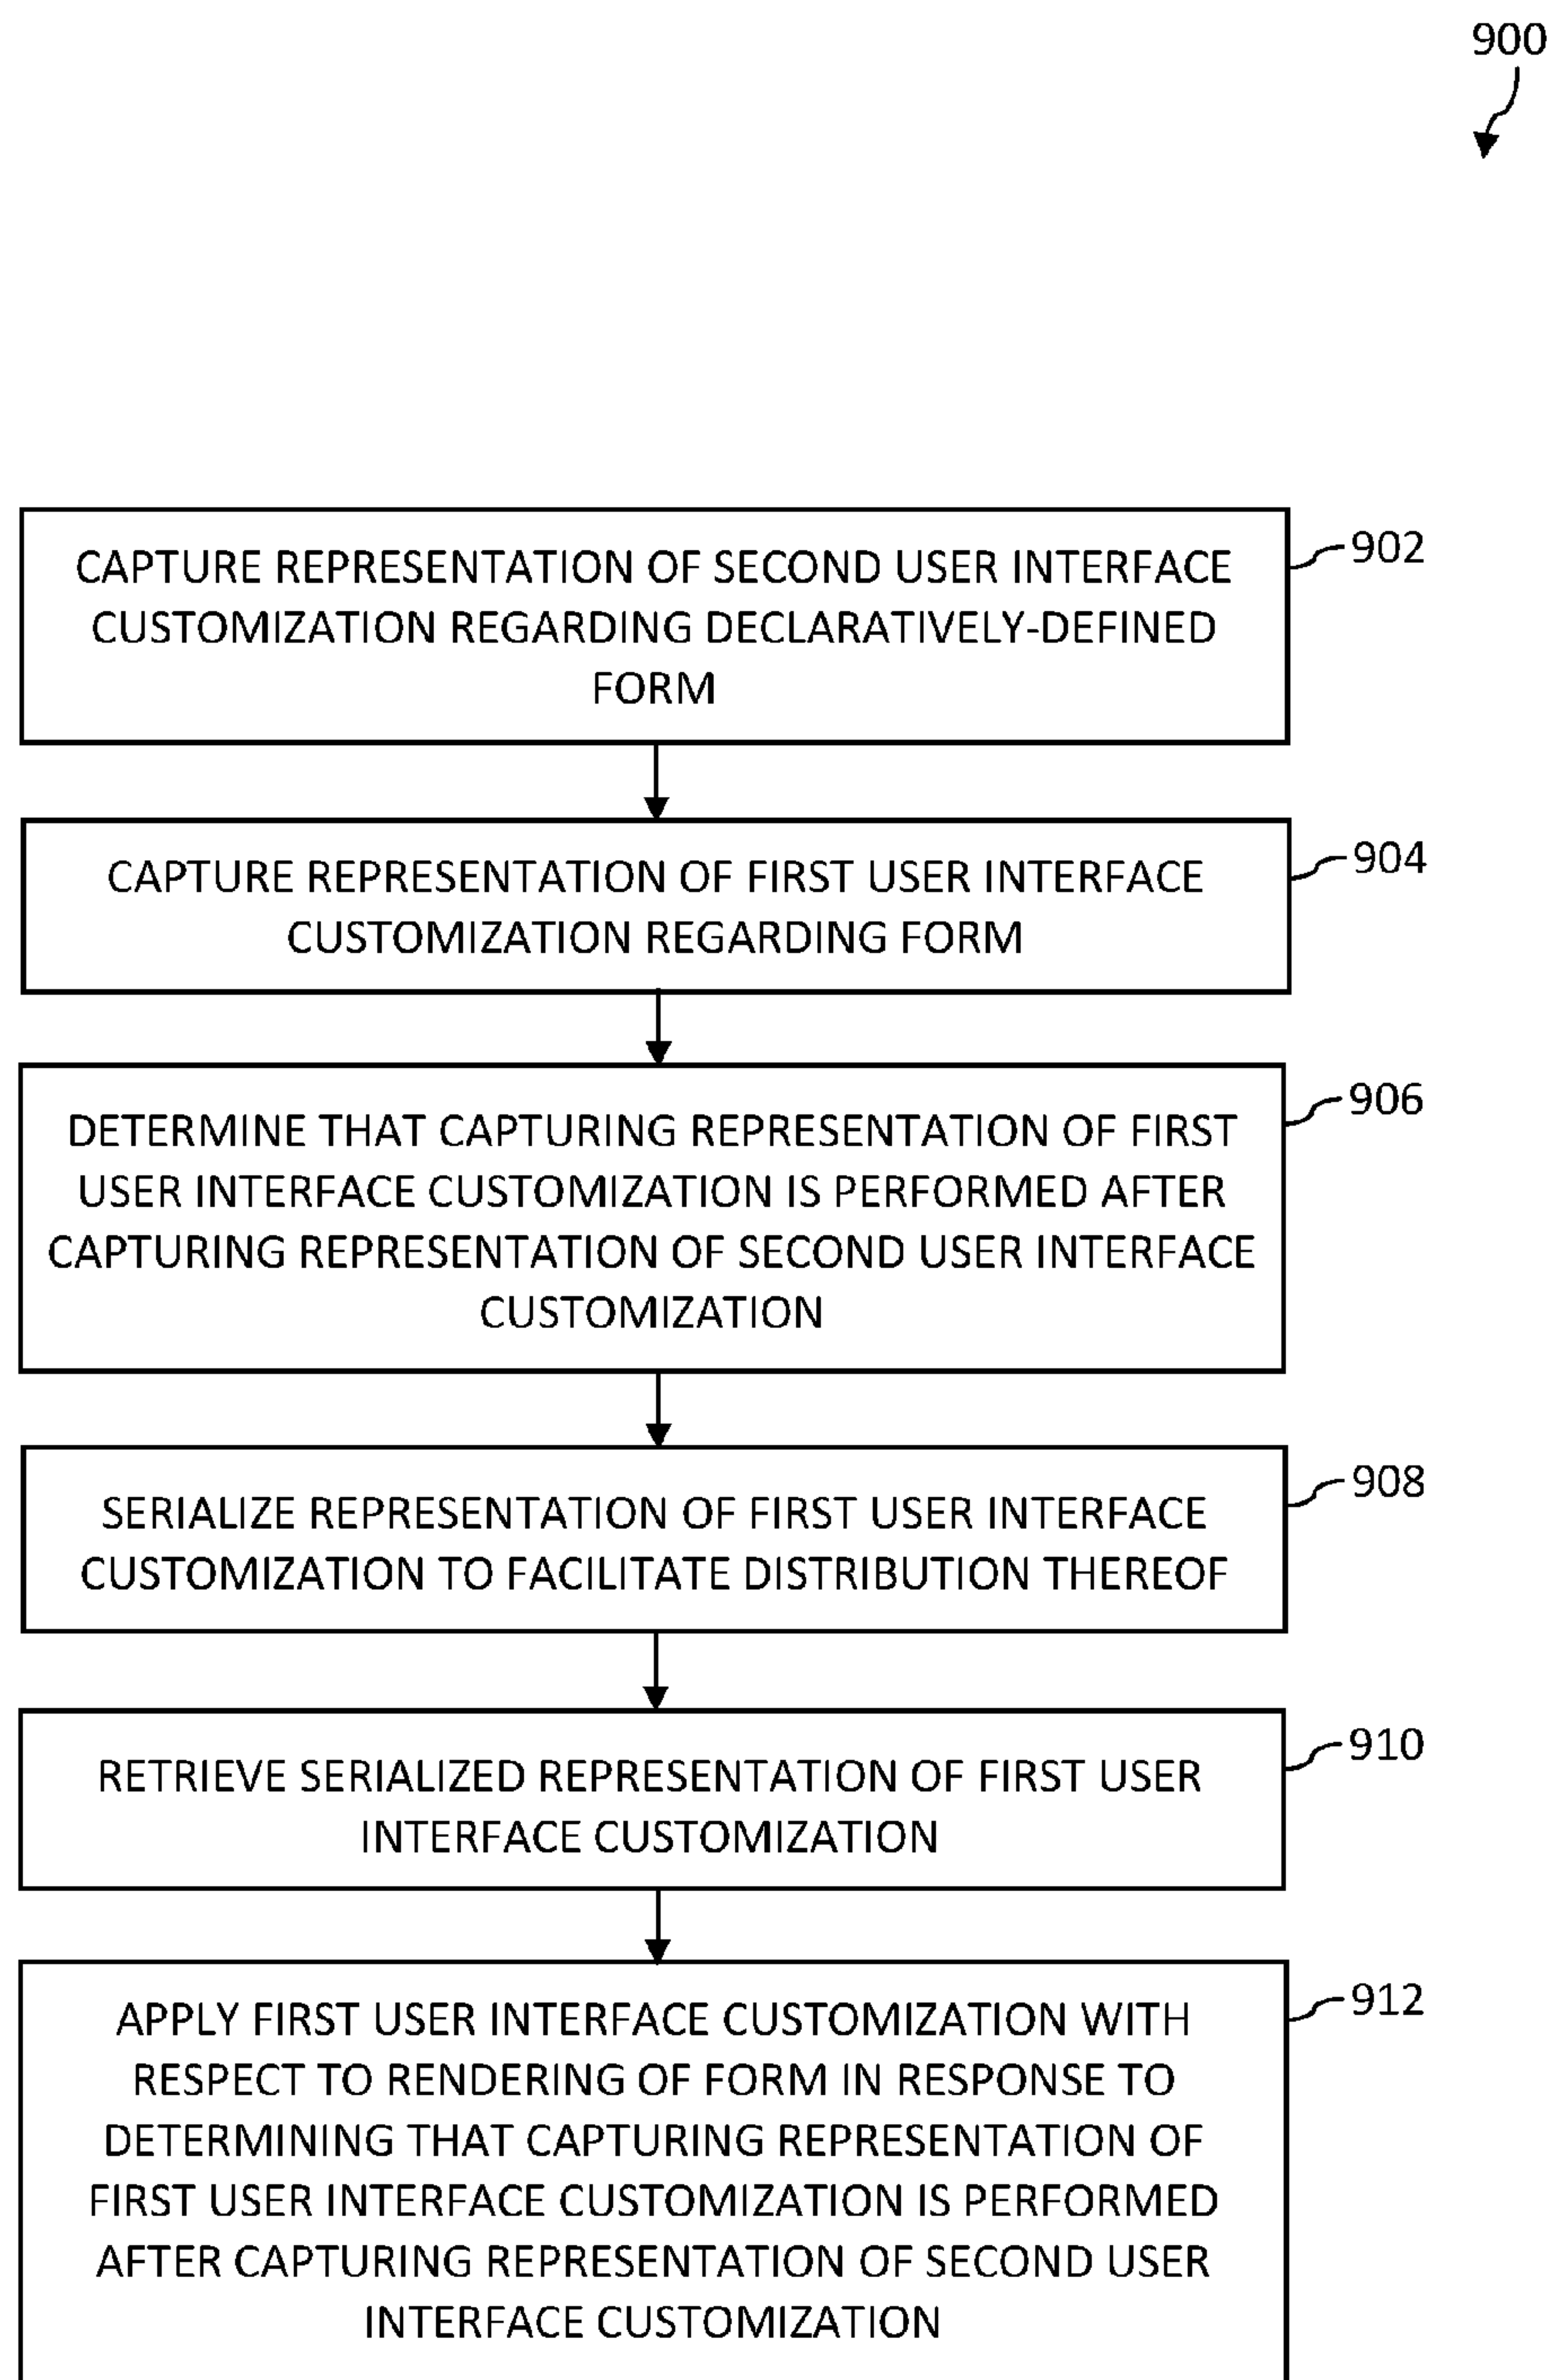 900
CAPTURE REPRESENTATION OF SECOND USER INTERFACE
CUSTOMIZATION REGARDING DECLARATIVELY-DEFINED
FORM
902
CAPTURE REPRESENTATION OF FIRST USER INTERFACE
CUSTOMIZATION REGARDING FORM
904
DETERMINE THAT CAPTURING REPRESENTATION OF FIRST
USER INTERFACE CUSTOMIZATION IS PERFORMED AFTER
CAPTURING REPRESENTATION OF SECOND USER INTERFACE
CUSTOMIZATION
906
SERIALIZE REPRESENTATION OF FIRST USER INTERFACE
CUSTOMIZATION TO FACILITATE DISTRIBUTION THEREOF
908
RETRIEVE SERIALIZED REPRESENTATION OF FIRST USER
INTERFACE CUSTOMIZATION
910
APPLY FIRST USER INTERFACE CUSTOMIZATION WITH
RESPECT TO RENDERING OF FORM IN RESPONSE TO
DETERMINING THAT CAPTURING REPRESENTATION OF
FIRST USER INTERFACE CUSTOMIZATION IS PERFORMED
AFTER CAPTURING REPRESENTATION OF SECOND USER
INTERFACE CUSTOMIZATION
912